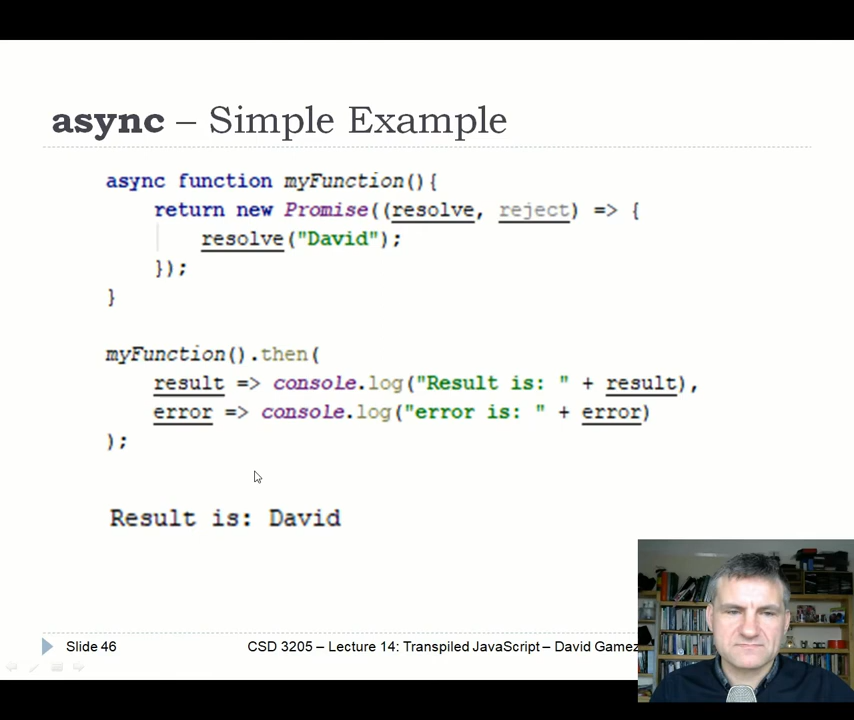 async – Simple Example
async function myFunction(){
return new Promise((resolve, reject) => {
resolve("David");
});
}
myFunction().then(
result => console.log("Result is: " + result),
error => console.log("error is: " + error)
);
Result is: David
Slide 46
CSD 3205 – Lecture 14: Transpiled JavaScript – David Gamez